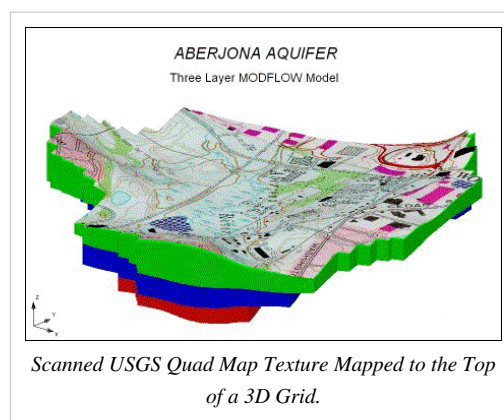 ABERJONA AQUIFER
Three Layer MODFLOW Model
Z
Y
X
Scanned USGS Quad Map Texture Mapped to the Top
of a 3D Grid.